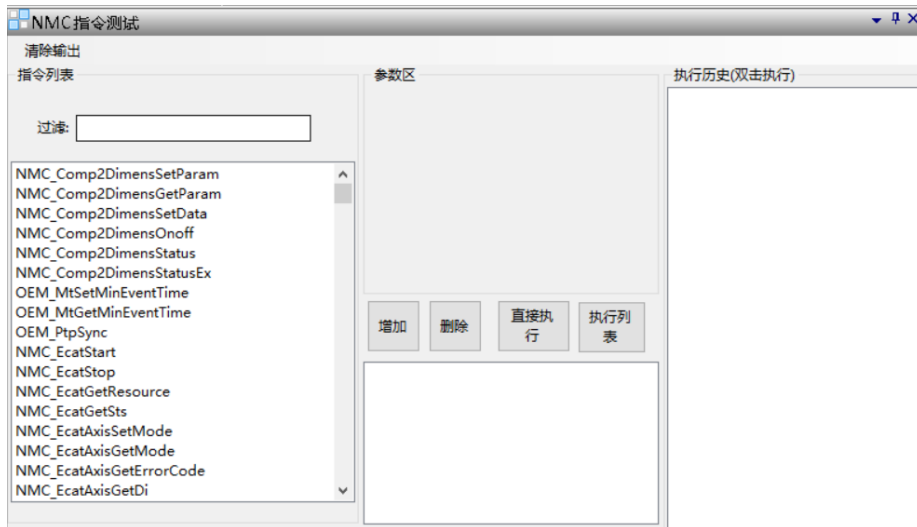 NMC指令测试
清除输出
指令列表
过滤:
NMC_Comp2DimensSetParam
NMC_Comp2DimensGetParam
NMC_Comp2DimensSetData
NMC_Comp2DimensOnoff
NMC_Comp2DimensStatus
NMC_Comp2DimensStatusEx
OEM_MtSetMinEventTime
OEM_MtGetMinEventTime
OEM_PtpSync
NMC_EcatStart
NMC_EcatStop
NMC_EcatGetResource
NMC_EcatGetSts
NMC_EcatAxisSetMode
NMC_EcatAxisGetMode
NMC_EcatAxisGetErrorCode
NMC_EcatAxisGetDi
参数区
增加
删除
直接执
行
执行列
表
执行历史(双击执行)